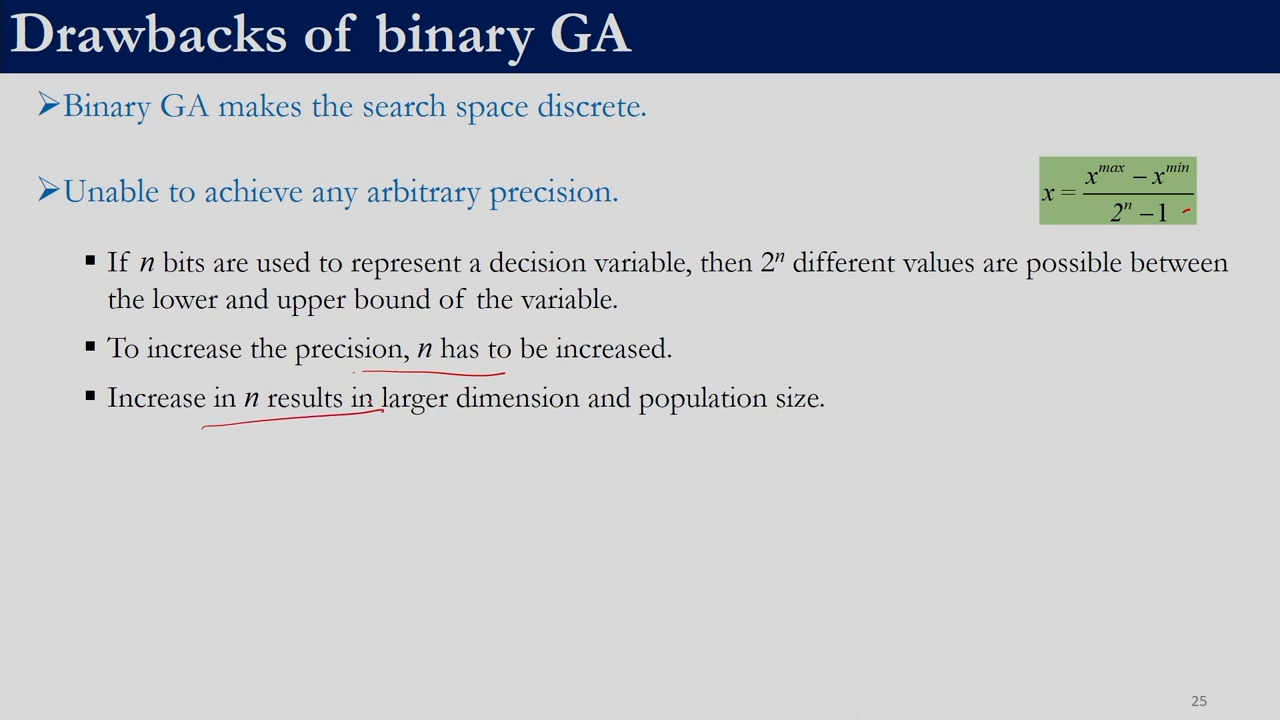 Drawbacks of binary GA
➢Binary GA makes the search space discrete.
➢Unable to achieve any arbitrary precision.
x = (x^max − x^min) / (2^n − 1)
▪ If n bits are used to represent a decision variable, then 2^n different values are possible between
the lower and upper bound of the variable.
▪ To increase the precision, n has to be increased.
▪ Increase in n results in larger dimension and population size.
25